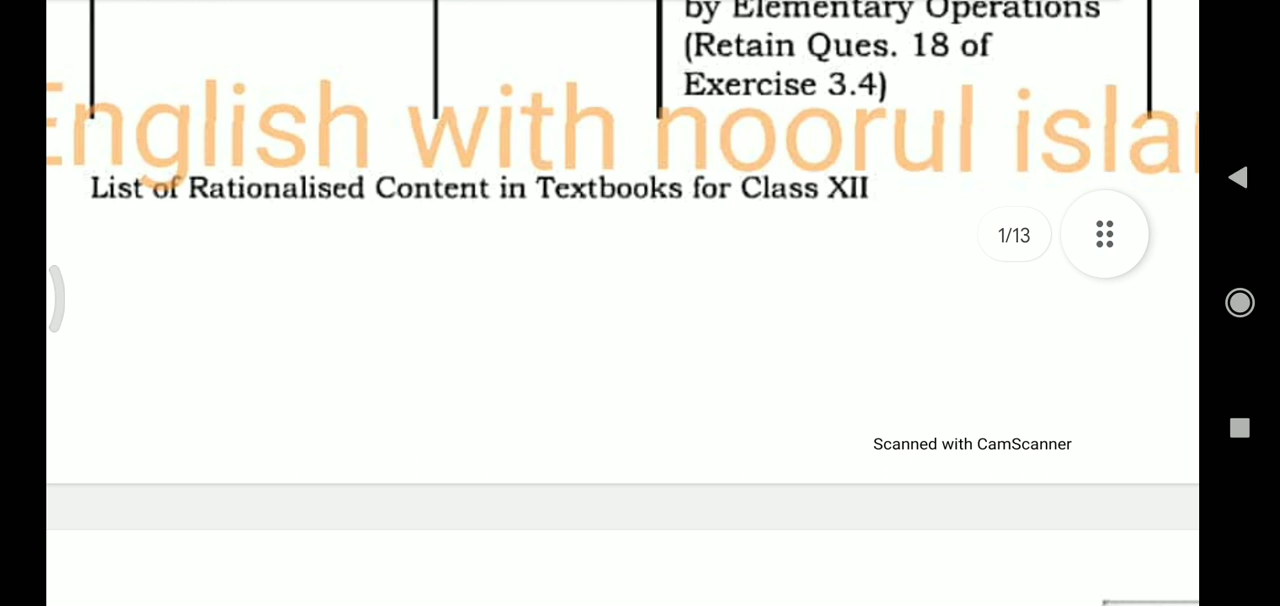 by Elementary Operations
(Retain Ques. 18 of
Exercise 3.4)
English with noorul isla
List of Rationalised Content in Textbooks for Class XII
1/13
Scanned with CamScanner